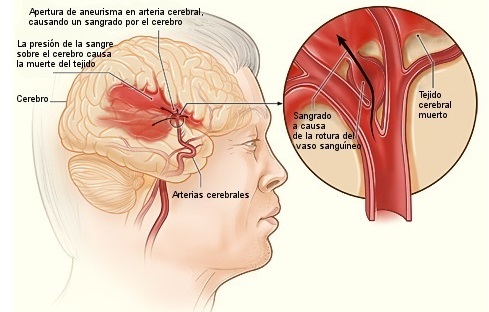 Apertura de aneurisma en arteria cerebral,
causando un sangrado por el cerebro
La presión de la sangre
sobre el cerebro causa
la muerte del tejido
Cerebro
Arterias cerebrales
Sangrado
a causa
de la rotura del
vaso sanguíneo
Tejido
cerebral
muerto